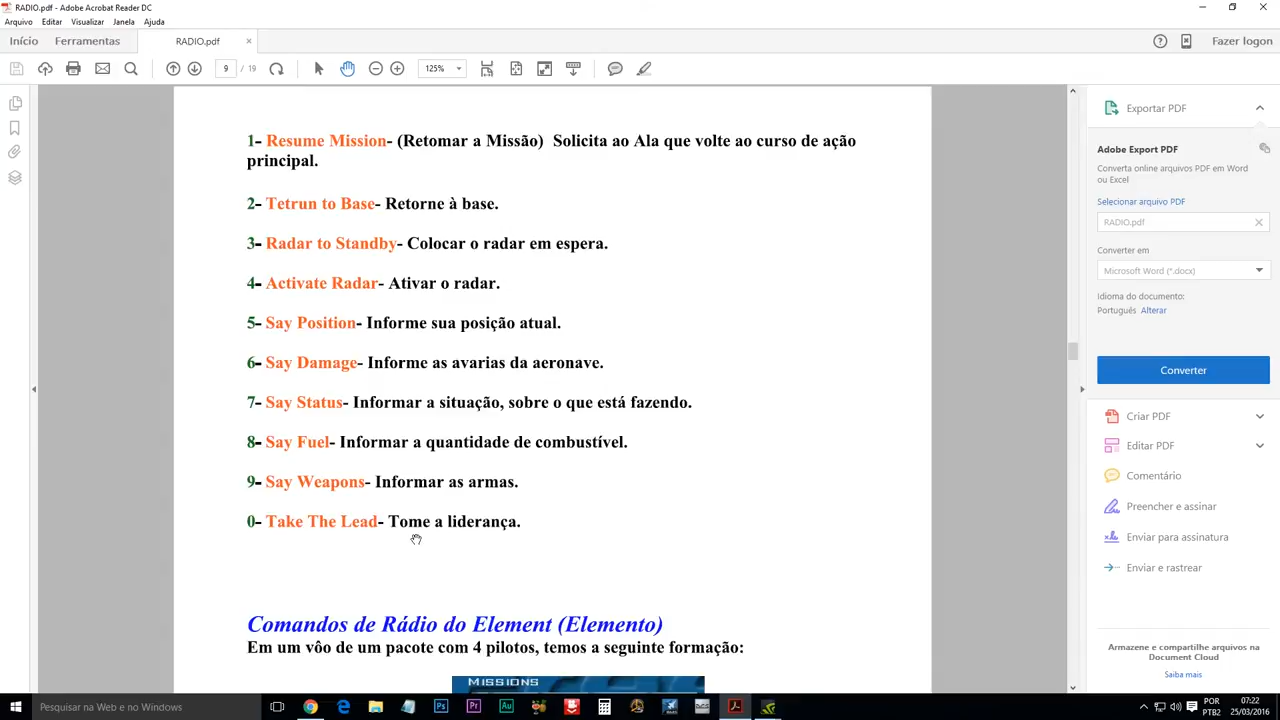 RADIO.pdf - Adobe Acrobat Reader DC
Arquivo Editar Visualizar Janela Ajuda
Início Ferramentas RADIO.pdf × Fazer logon
9 / 19 125%
1- Resume Mission- (Retomar a Missão) Solicita ao Ala que volte ao curso de ação
principal.
2- Tetrun to Base- Retorne à base.
3- Radar to Standby- Colocar o radar em espera.
4- Activate Radar- Ativar o radar.
5- Say Position- Informe sua posição atual.
6- Say Damage- Informe as avarias da aeronave.
7- Say Status- Informar a situação, sobre o que está fazendo.
8- Say Fuel- Informar a quantidade de combustível.
9- Say Weapons- Informar as armas.
0- Take The Lead- Tome a liderança.
Comandos de Rádio do Element (Elemento)
Em um vôo de um pacote com 4 pilotos, temos a seguinte formação:
MISSIONS
Exportar PDF
Adobe Export PDF
Converta online arquivos PDF em Word
ou Excel
Selecionar arquivo PDF
RADIO.pdf
Converter em
Microsoft Word (*.docx)
Idioma do documento:
Português Alterar
Converter
Criar PDF
Editar PDF
Comentário
Preencher e assinar
Enviar para assinatura
Enviar e rastrear
Armazene e compartilhe arquivos na
Document Cloud
Saiba mais
Pesquisar na Web e no Windows
Ps Pr Au
POR
PTB2
07:22
25/03/2016